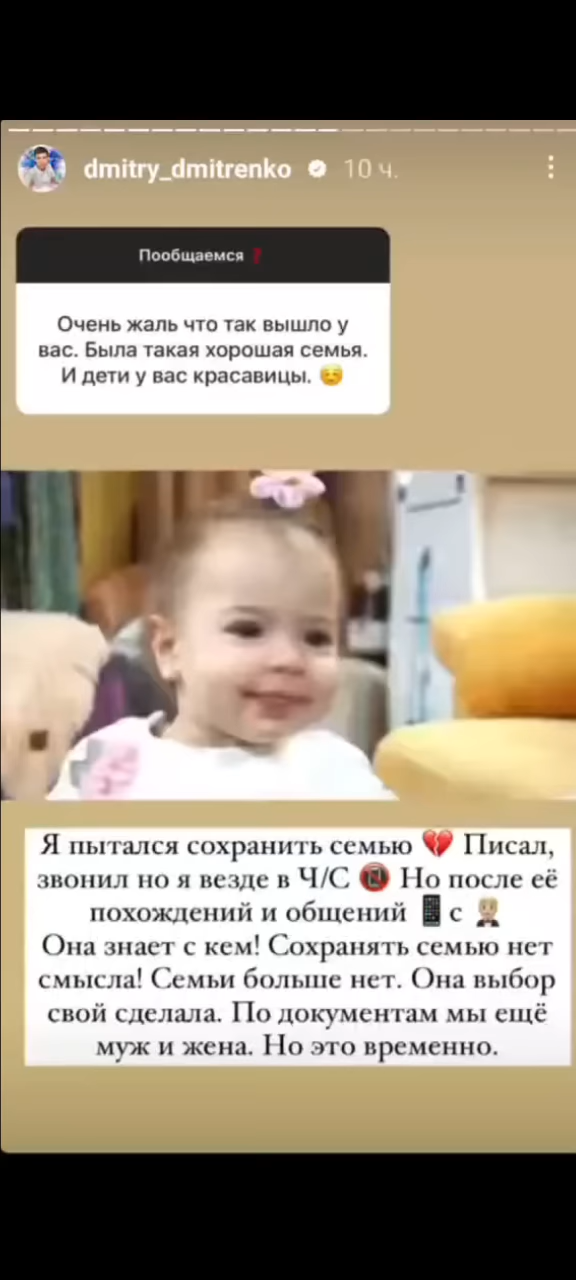 dmitry_dmitrenko 10 ч.
Пообщаемся❓
Очень жаль что так вышло у
вас. Была такая хорошая семья.
И дети у вас красавицы. ☺️
Я пытался сохранить семью 💔 Писал,
звонил но я везде в Ч/С 📵 Но после её
похождений и общений 📱с 🤵🏼
Она знает с кем! Сохранять семью нет
смысла! Семьи больше нет. Она выбор
свой сделала. По документам мы ещё
муж и жена. Но это временно.